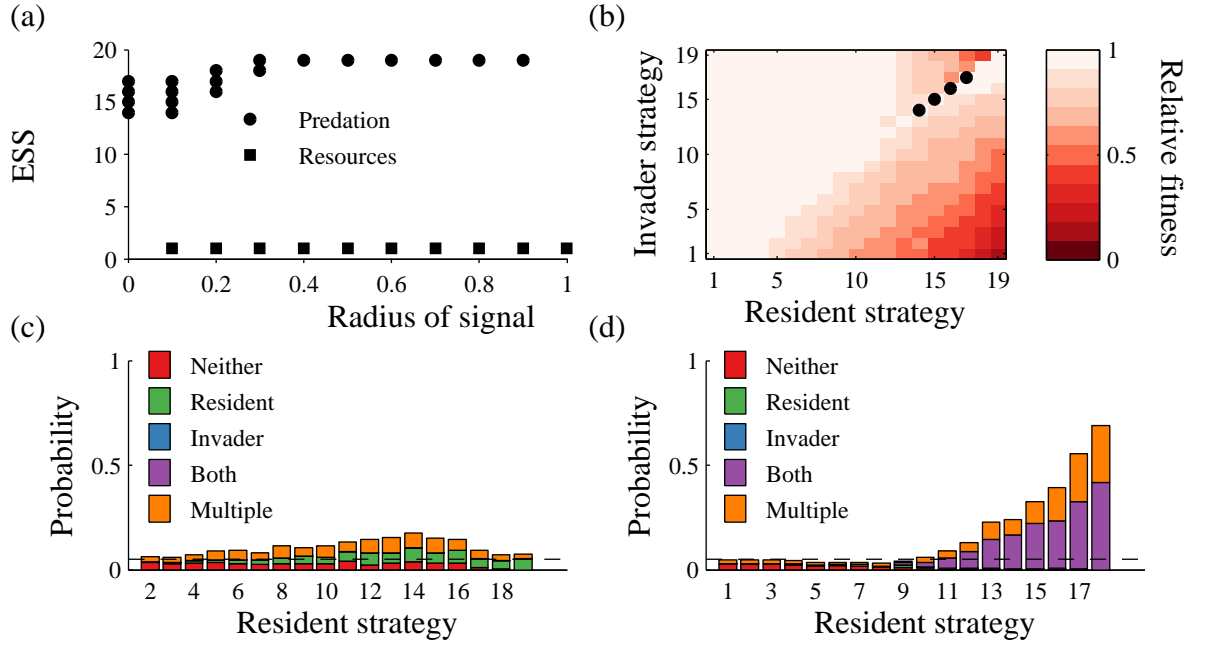 (a)
ESS
20
15
10
5
0
0
0.2
0.4
0.6
0.8
1
Radius of signal
Predation
Resources
(b)
Invader strategy
19
15
10
5
1
1
5
10
15
19
Resident strategy
1
0.5
0
Relative fitness
(c)
Probability
1
0.5
0
Neither
Resident
Invader
Both
Multiple
2
4
6
8
10
12
14
16
18
Resident strategy
(d)
Probability
1
0.5
0
Neither
Resident
Invader
Both
Multiple
1
3
5
7
9
11
13
15
17
Resident strategy